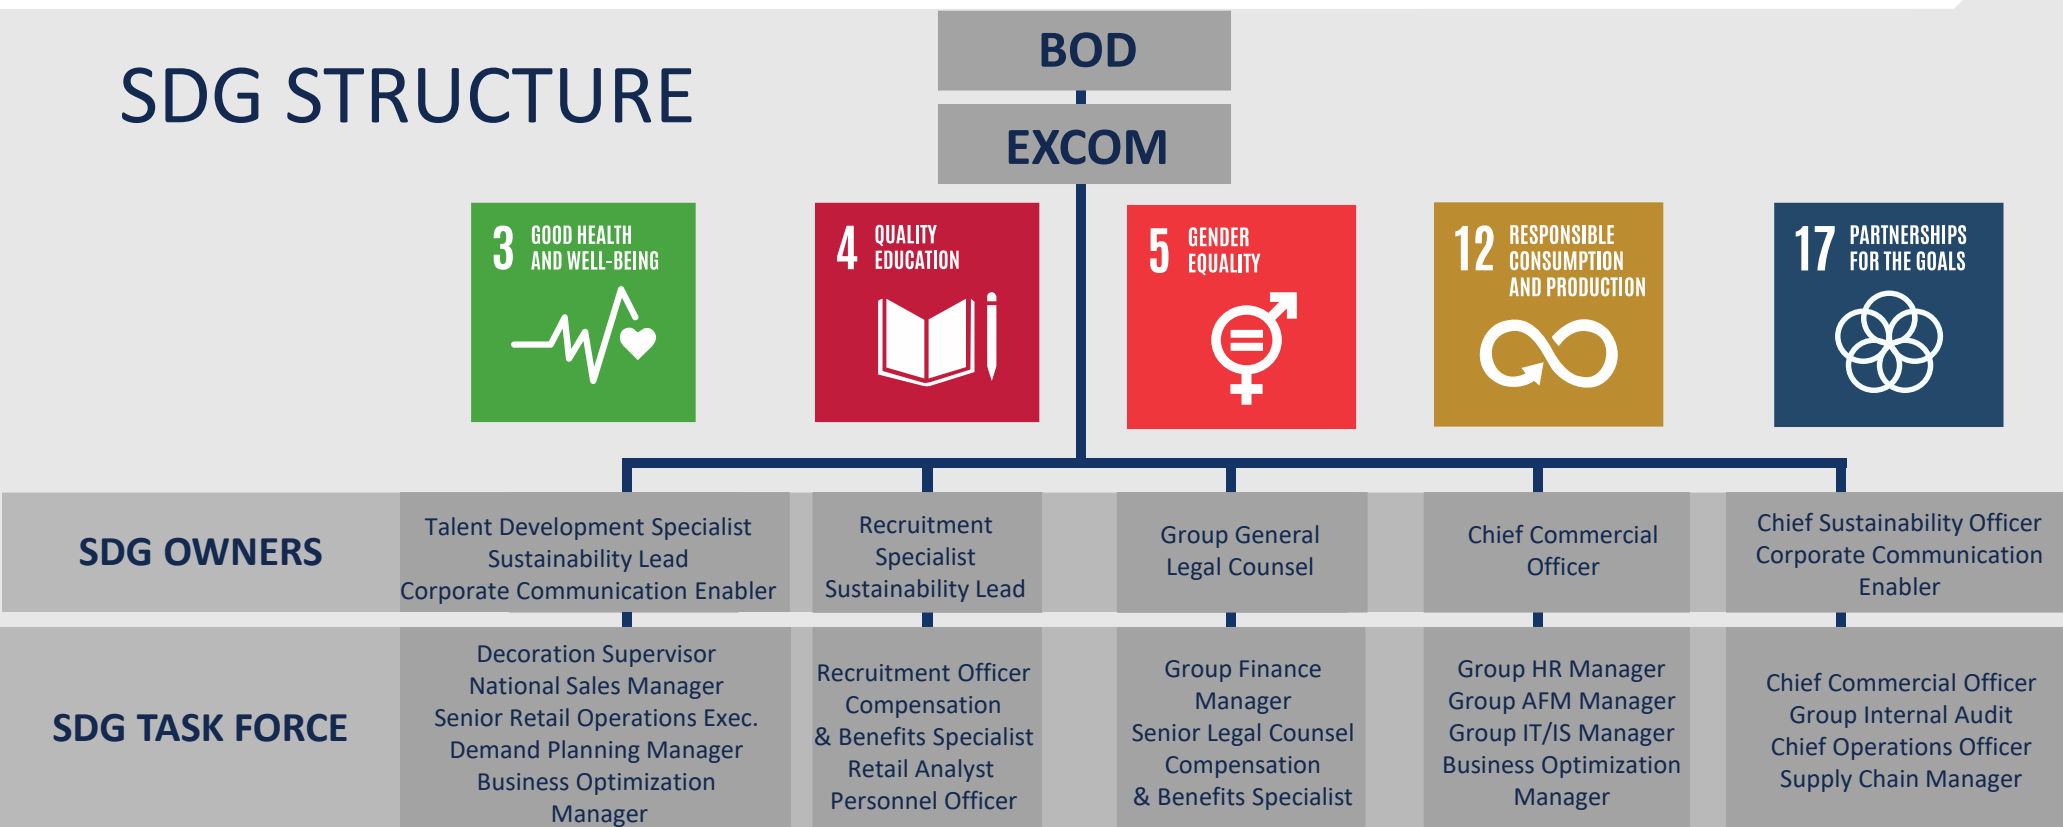 BOD
SDG STRUCTURE
EXCOM
3 GOOD HEALTH
AND WELL-BEING
4 QUALITY
EDUCATION
5 GENDER
EQUALITY
12 RESPONSIBLE
CONSUMPTION
AND PRODUCTION
17 PARTNERSHIPS
FOR THE GOALS
SDG OWNERS
Talent Development Specialist
Sustainability Lead
Corporate Communication Enabler
Recruitment
Specialist
Sustainability Lead
Group General
Legal Counsel
Chief Commercial
Officer
Chief Sustainability Officer
Corporate Communication
Enabler
SDG TASK FORCE
Decoration Supervisor
National Sales Manager
Senior Retail Operations Exec.
Demand Planning Manager
Business Optimization
Manager
Recruitment Officer
Compensation
& Benefits Specialist
Retail Analyst
Personnel Officer
Group Finance
Manager
Senior Legal Counsel
Compensation
& Benefits Specialist
Group HR Manager
Group AFM Manager
Group IT/IS Manager
Business Optimization
Manager
Chief Commercial Officer
Group Internal Audit
Chief Operations Officer
Supply Chain Manager